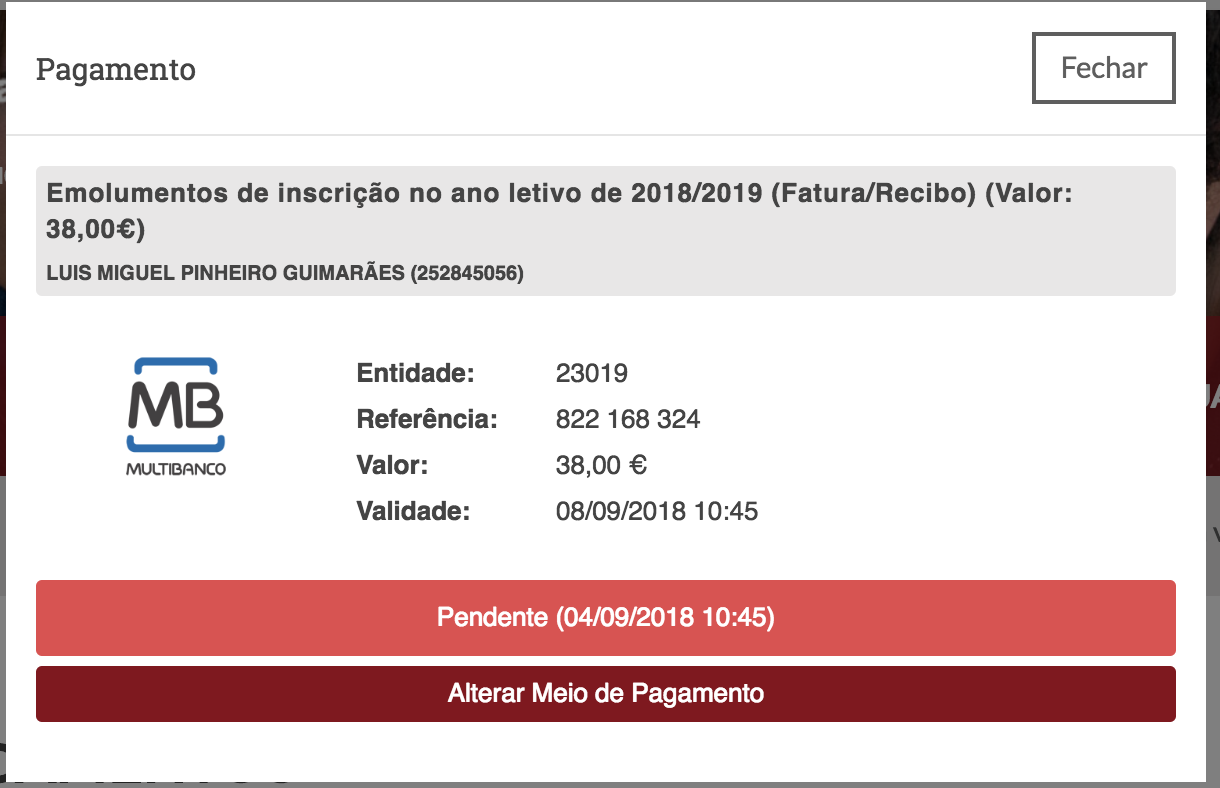 Pagamento
Fechar
Emolumentos de inscrição no ano letivo de 2018/2019 (Fatura/Recibo) (Valor:
38,00€)
LUIS MIGUEL PINHEIRO GUIMARÃES (252845056)
MB
MULTIBANCO
Entidade: 23019
Referência: 822 168 324
Valor: 38,00 €
Validade: 08/09/2018 10:45
Pendente (04/09/2018 10:45)
Alterar Meio de Pagamento